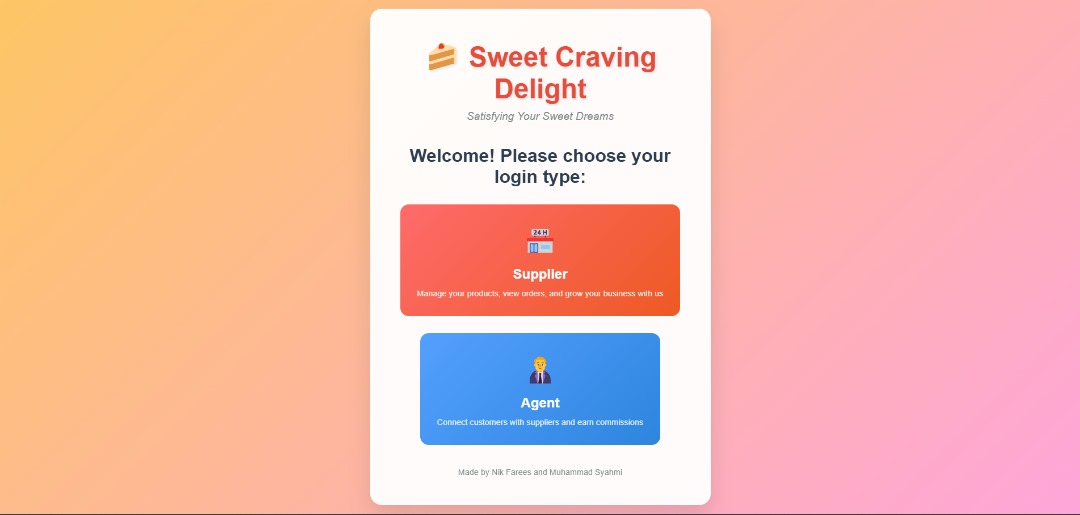 Sweet Craving
Delight
Satisfying Your Sweet Dreams
Welcome! Please choose your
login type:
24 H
Supplier
Manage your products, view orders, and grow your business with us
Agent
Connect customers with suppliers and earn commissions
Made by Nik Farees and Muhammad Syahmi